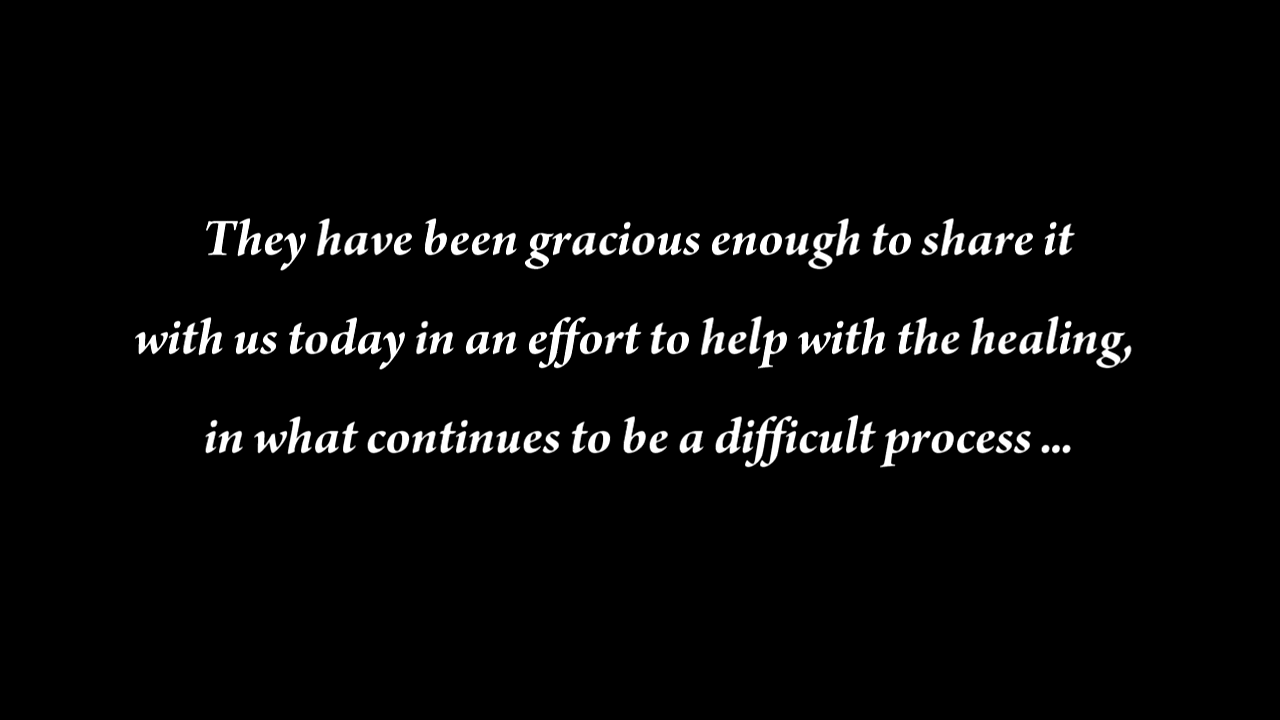 They have been gracious enough to share it
with us today in an effort to help with the healing,
in what continues to be a difficult process ...